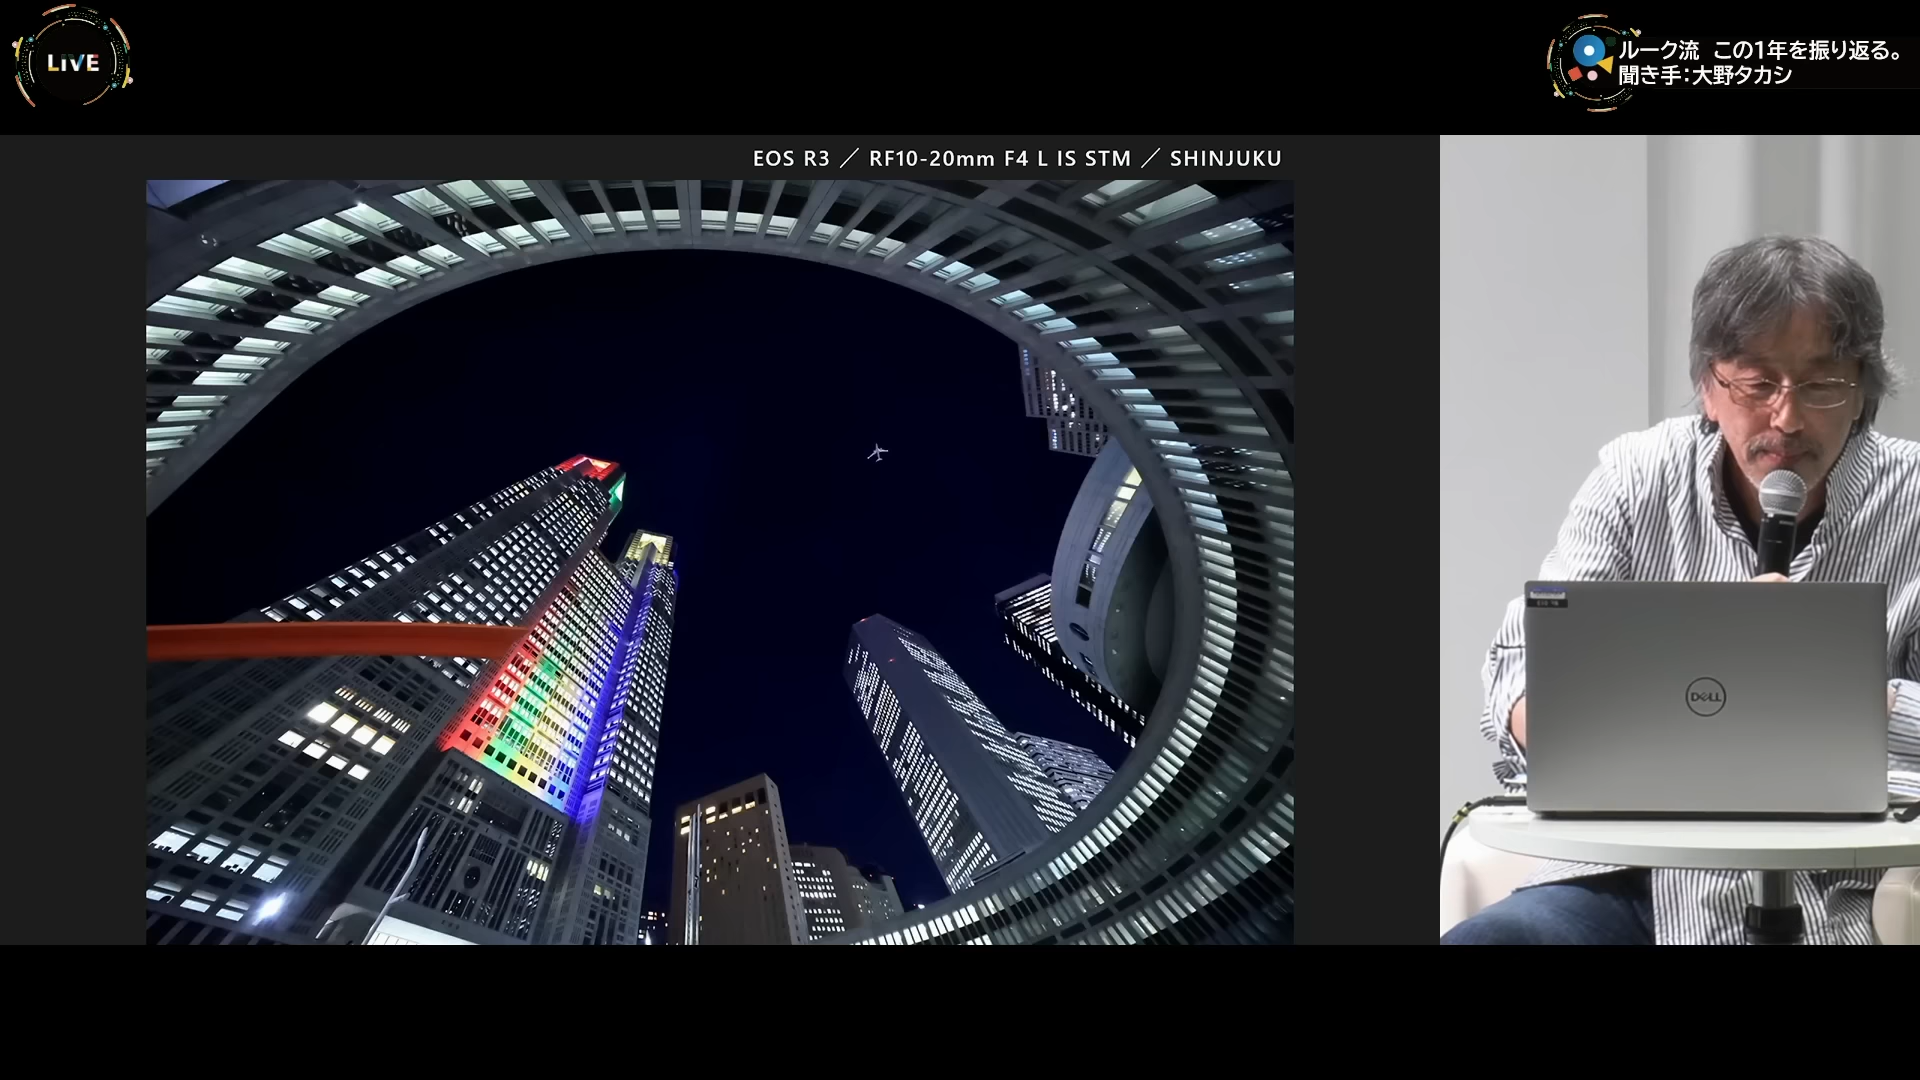 LiVE
ルーク流 この1年を振り返る。
聞き手：大野タカシ
EOS R3 ／ RF10-20mm F4 L IS STM ／ SHINJUKU
DELL